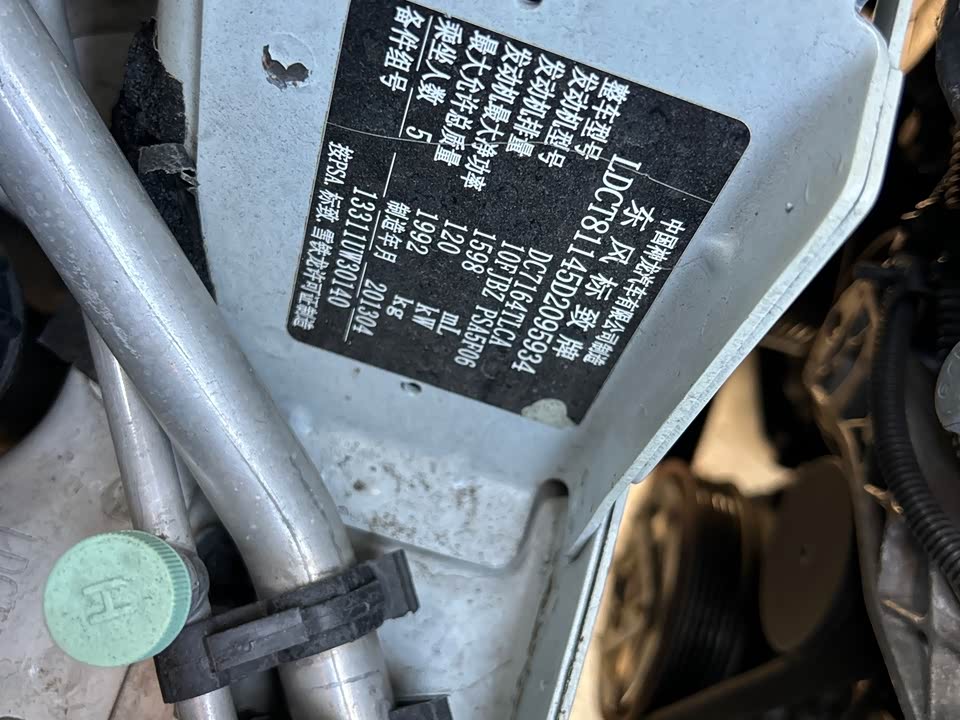 中国神龙汽车有限公司制造
东风标致牌
LDCT81145D2095934
整车型号 DC7164TLCA
发动机型号 10FJBZ PCA5F06
发动机排量 1598 mL
发动机最大净功率 120 kW
最大允许总质量 1992 kg
乘坐人数 5 制造年月 201304
备件组号 13311UW30140
按PSA.标致 雪铁龙许可证制造
H